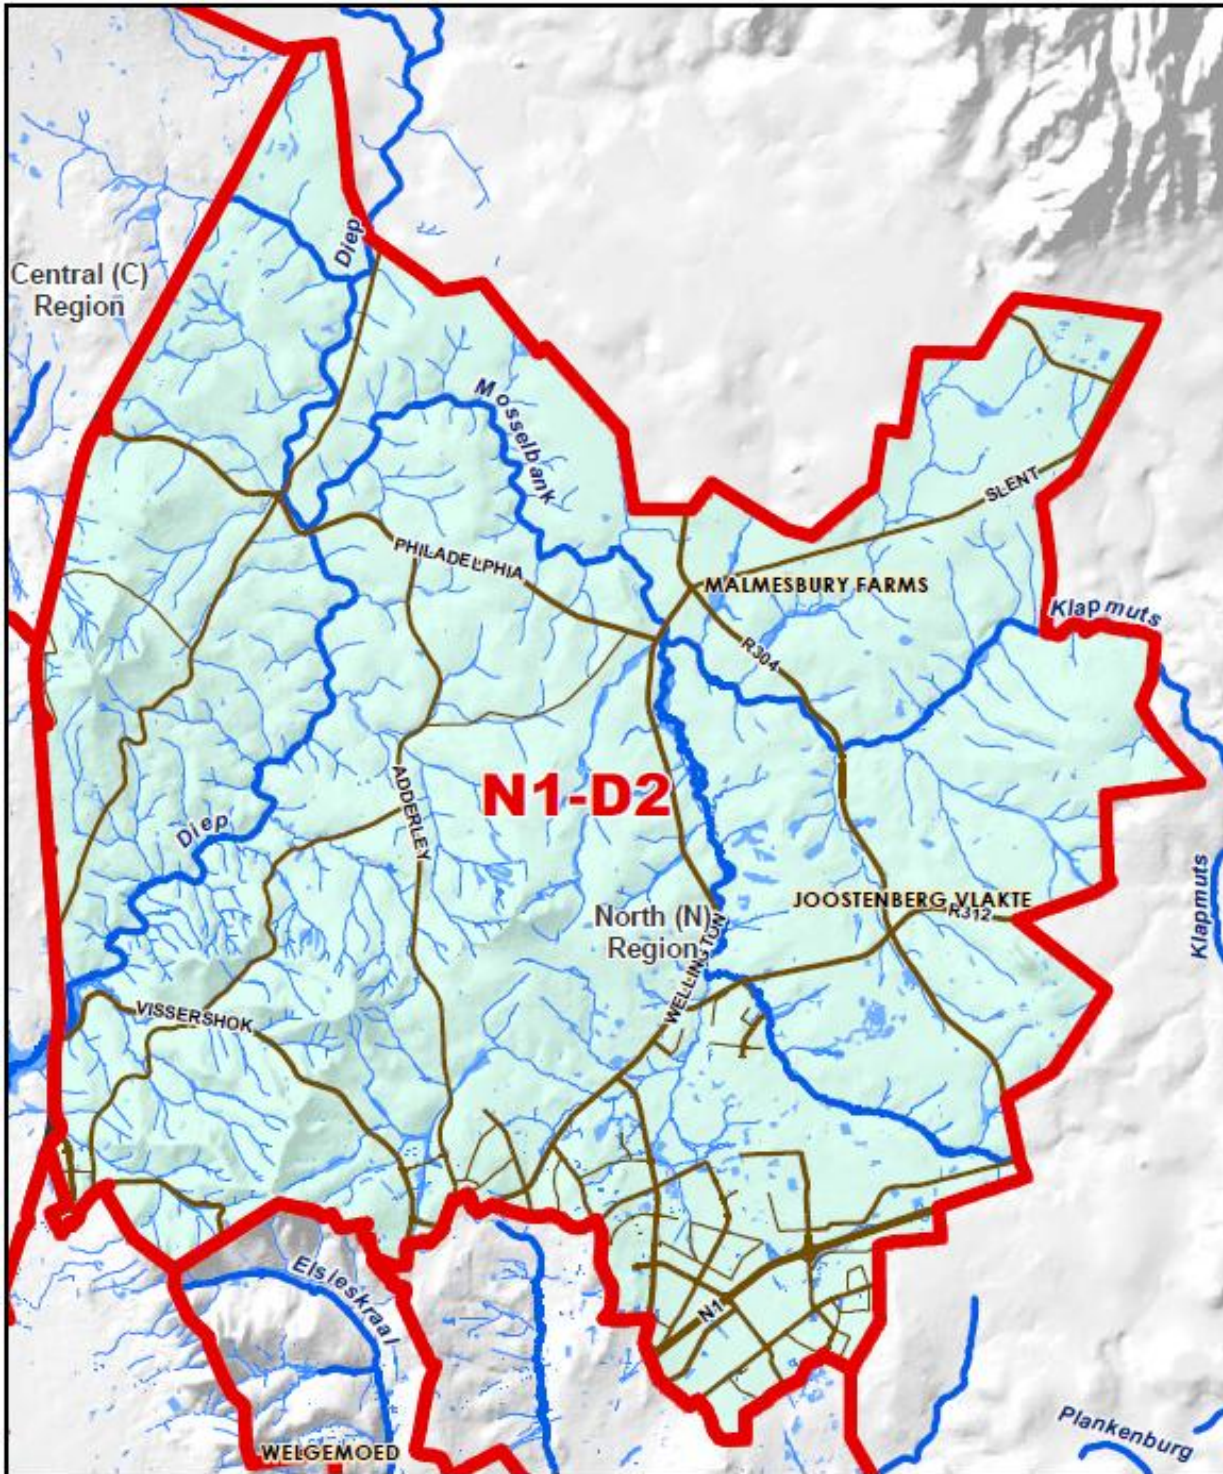 Diep
Central (C)
Region
Mosselbank
SLENT
PHILADELPHIA
MALMESBURY FARMS
Klapmuts
R304
N1-D2
ADDERLEY
Diep
Klapmuts
JOOSTENBERG VLAKTE
R312
North (N)
Region
WELLINGTON
VISSERSHOK
Elsieskraal
N1
Plankenburg
WELGEMOED